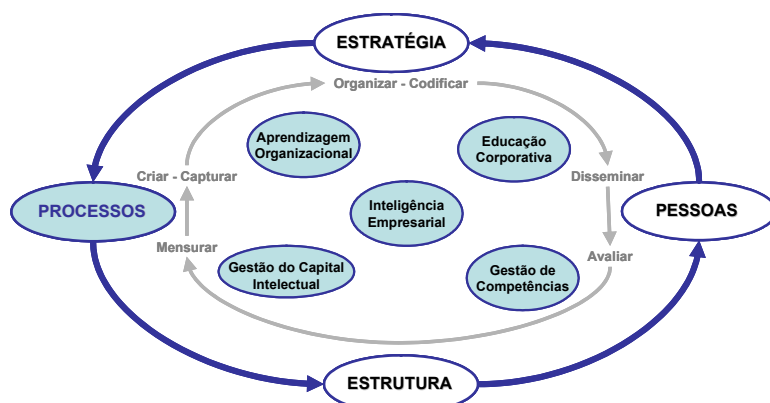 ESTRATÉGIA
Organizar - Codificar
Aprendizagem
Organizacional
Educação
Corporativa
Criar - Capturar
Disseminar
PROCESSOS
Inteligência
Empresarial
PESSOAS
Mensurar
Avaliar
Gestão do Capital
Intelectual
Gestão de
Competências
ESTRUTURA